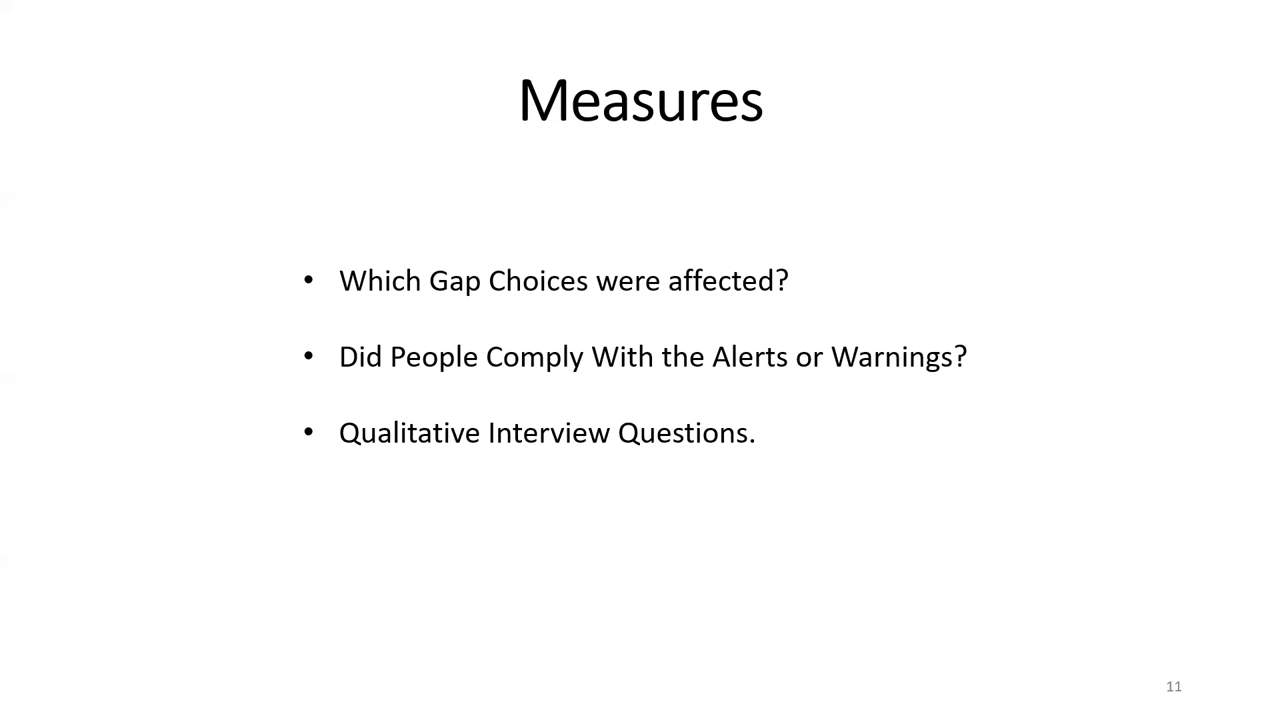 Measures
• Which Gap Choices were affected?
• Did People Comply With the Alerts or Warnings?
• Qualitative Interview Questions.
11